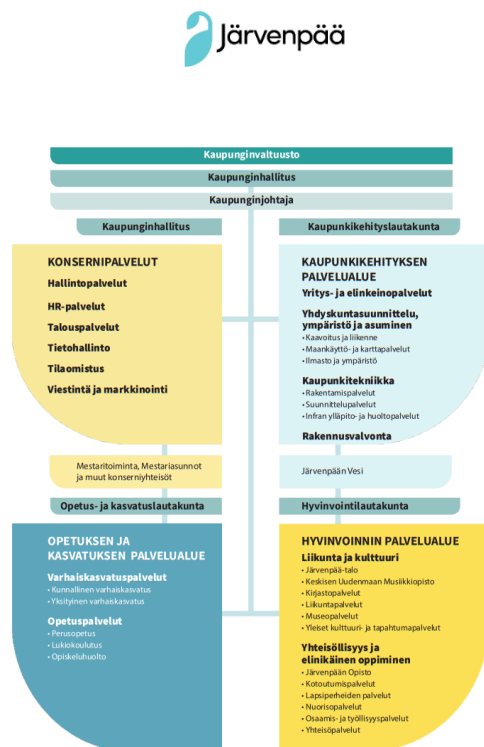 Järvenpää
Kaupunginvaltuusto
Kaupunginhallitus
Kaupunginjohtaja
Kaupunginhallitus
KONSERNIPALVELUT
Hallintopalvelut
HR-palvelut
Talouspalvelut
Tietohallinto
Tilaomistus
Viestintä ja markkinointi
Mestaritoiminta, Mestariasunnot
ja muut konserniyhteisöt
Kaupunkikehityslautakunta
KAUPUNKIKEHITYKSEN
PALVELUALUE
Yritys- ja elinkeinopalvelut
Yhdyskuntasuunnittelu,
ympäristö ja asuminen
• Kaavoitus ja liikenne
• Maankäyttö- ja karttapalvelut
• Ilmasto ja ympäristö
Kaupunkitekniikka
• Rakentamispalvelut
• Suunnittelupalvelut
• Infran ylläpito- ja huoltopalvelut
Rakennusvalvonta
Järvenpään Vesi
Opetus- ja kasvatuslautakunta
OPETUKSEN JA
KASVATUKSEN PALVELUALUE
Varhaiskasvatuspalvelut
• Kunnallinen varhaiskasvatus
• Yksityinen varhaiskasvatus
Opetuspalvelut
• Perusopetus
• Lukiokoulutus
• Opiskeluhuolto
Hyvinvointilautakunta
HYVINVOINNIN PALVELUALUE
Liikunta ja kulttuuri
• Järvenpää-talo
• Keskisen Uudenmaan Musiikkiopisto
• Kirjastopalvelut
• Liikuntapalvelut
• Museopalvelut
• Yleiset kulttuuri- ja tapahtumapalvelut
Yhteisöllisyys ja
elinikäinen oppiminen
• Järvenpään Opisto
• Kotoutumispalvelut
• Lapsiperheiden palvelut
• Nuorisopalvelut
• Osaamis- ja työllisyyspalvelut
• Yhteisöpalvelut